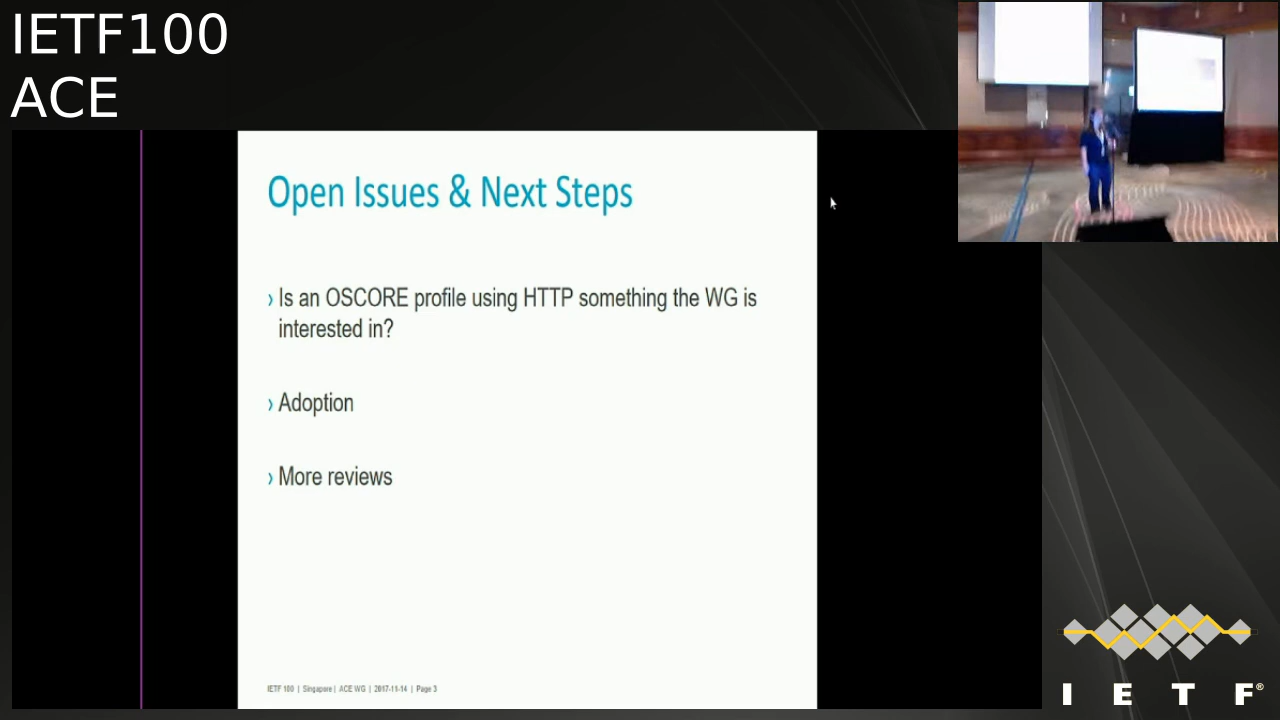 IETF100
ACE
Open Issues & Next Steps
› Is an OSCORE profile using HTTP something the WG is
interested in?
› Adoption
› More reviews
IETF 100 | Singapore | ACE WG | 2017-11-14 | Page 3
I E T F®